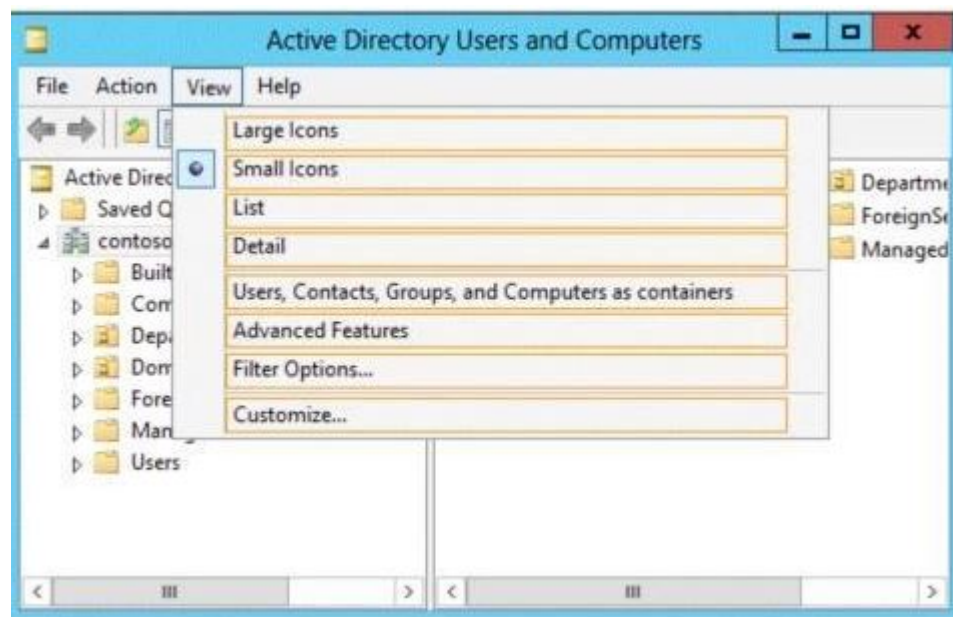 Active Directory Users and Computers
File Action View Help
Large Icons
Small Icons
List
Detail
Users, Contacts, Groups, and Computers as containers
Advanced Features
Filter Options...
Customize...
Active Direc
Saved Q
contoso
Built
Com
Depa
Dom
Fore
Man
Users
Departme
ForeignSe
Managed